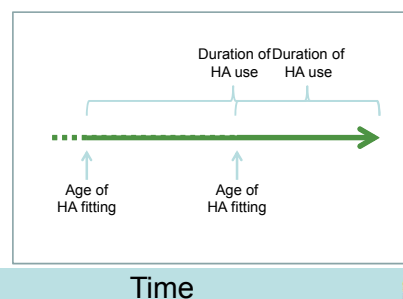 Duration of Duration of
HA use HA use
Age of Age of
HA fitting HA fitting
Time